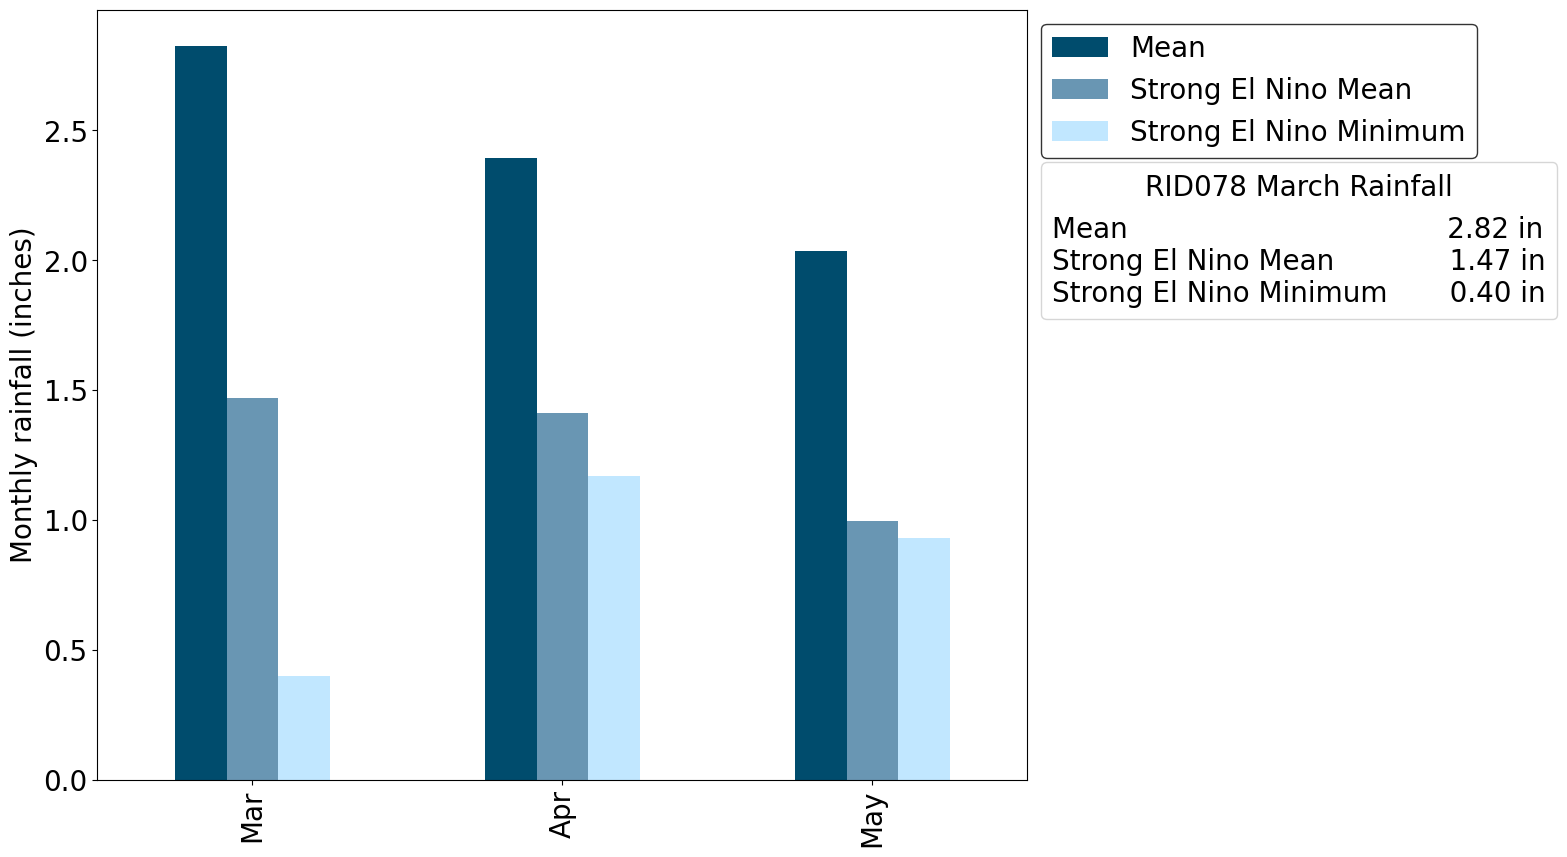 Monthly rainfall (inches)
2.5
2.0
1.5
1.0
0.5
0.0
Mar
Apr
May
Mean
Strong El Nino Mean
Strong El Nino Minimum
RID078 March Rainfall
Mean 2.82 in
Strong El Nino Mean 1.47 in
Strong El Nino Minimum 0.40 in